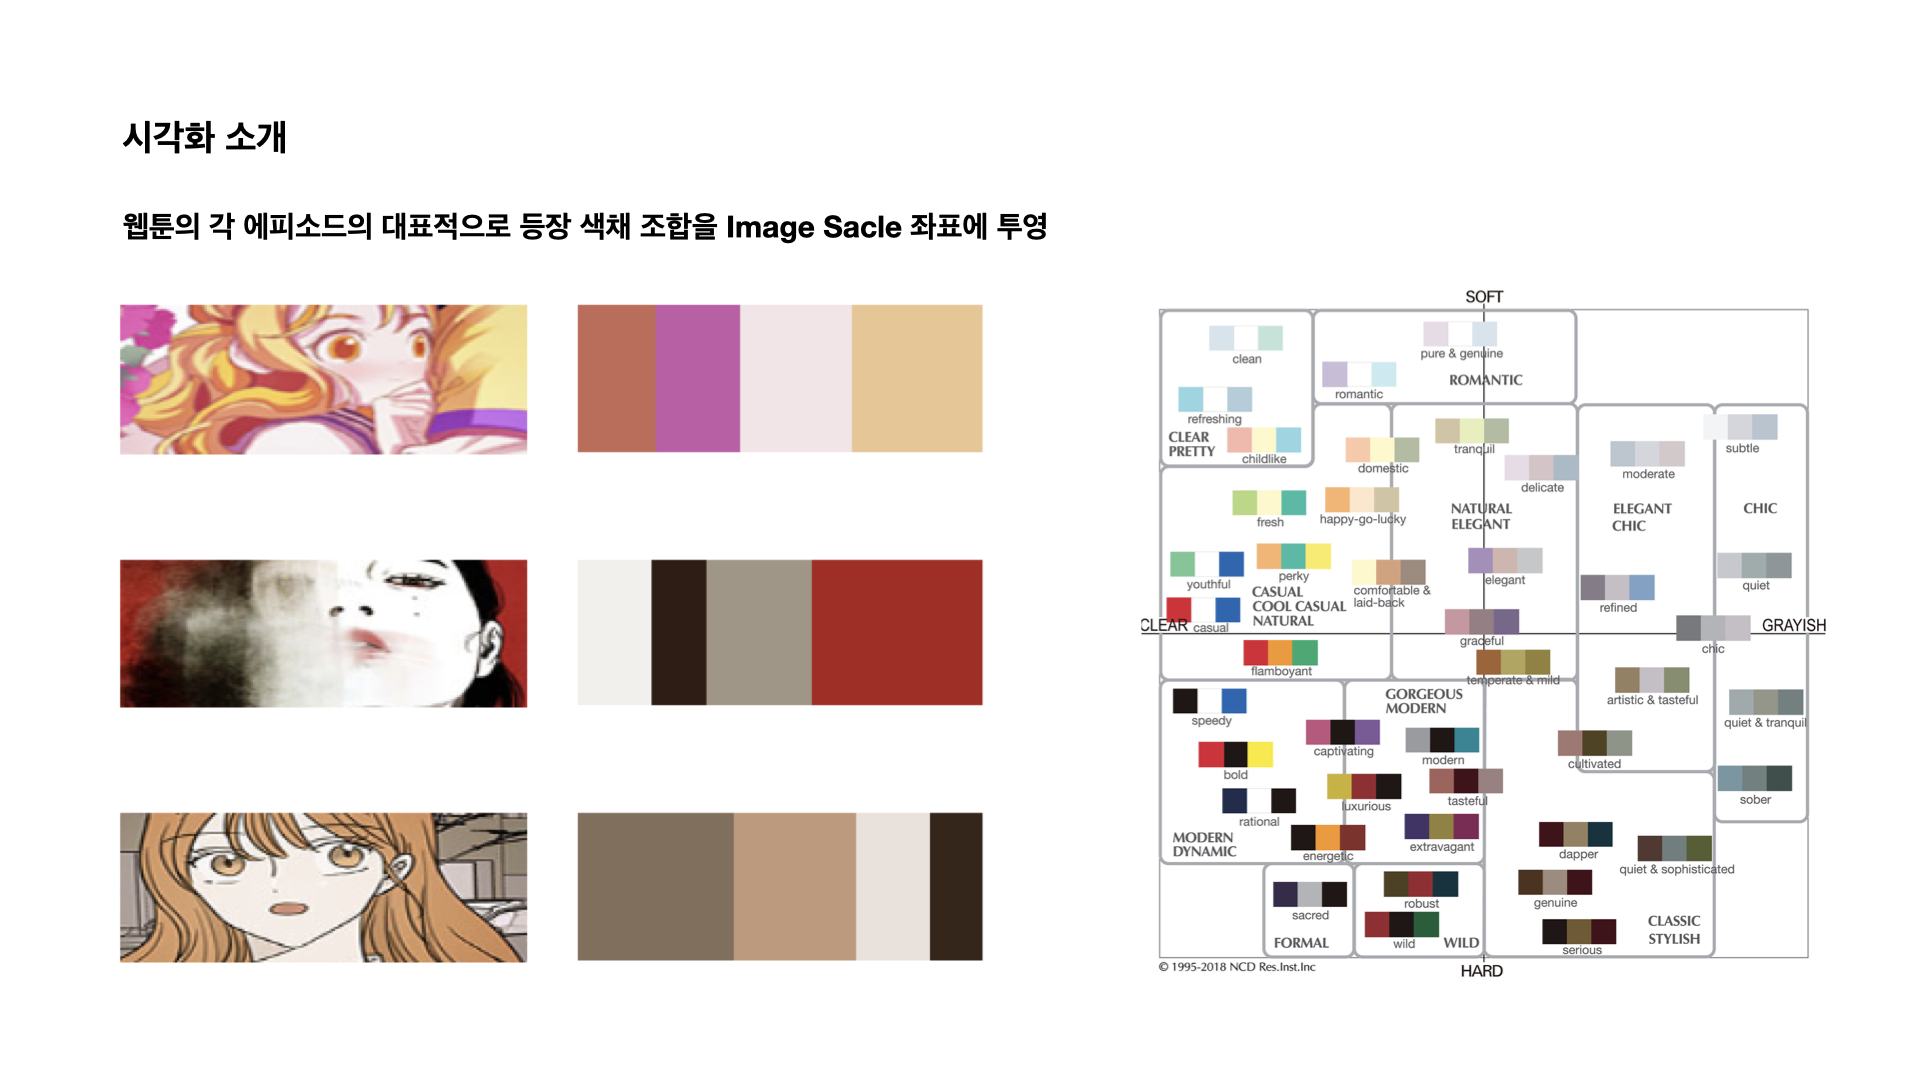 시각화 소개
웹툰의 각 에피소드의 대표적으로 등장 색채 조합을 Image Sacle 좌표에 투영
SOFT
clean
pure & genuine
ROMANTIC
romantic
refreshing
CLEAR
PRETTY
childlike
domestic
tranquil
delicate
moderate
subtle
fresh
happy-go-lucky
NATURAL
ELEGANT
ELEGANT
CHIC
CHIC
youthful
perky
comfortable &
laid-back
elegant
refined
quiet
CASUAL
COOL CASUAL
NATURAL
CLEAR
casual
graceful
chic
GRAYISH
flamboyant
temperate & mild
artistic & tasteful
quiet & tranquil
speedy
GORGEOUS
MODERN
captivating
modern
cultivated
bold
luxurious
tasteful
sober
rational
energetic
extravagant
dapper
quiet & sophisticated
MODERN
DYNAMIC
sacred
robust
genuine
FORMAL
wild
WILD
serious
CLASSIC
STYLISH
© 1995-2018 NCD Res.Inst.Inc
HARD